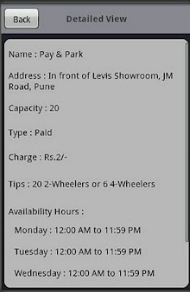 Back
Detailed View
Name : Pay & Park
Address : In front of Levis Showroom, JM
Road, Pune
Capacity : 20
Type : Paid
Charge : Rs.2/-
Tips : 20 2-Wheelers or 6 4-Wheelers
Availability Hours :
Monday : 12:00 AM to 11:59 PM
Tuesday : 12:00 AM to 11:59 PM
Wednesday : 12:00 AM to 11:59 PM